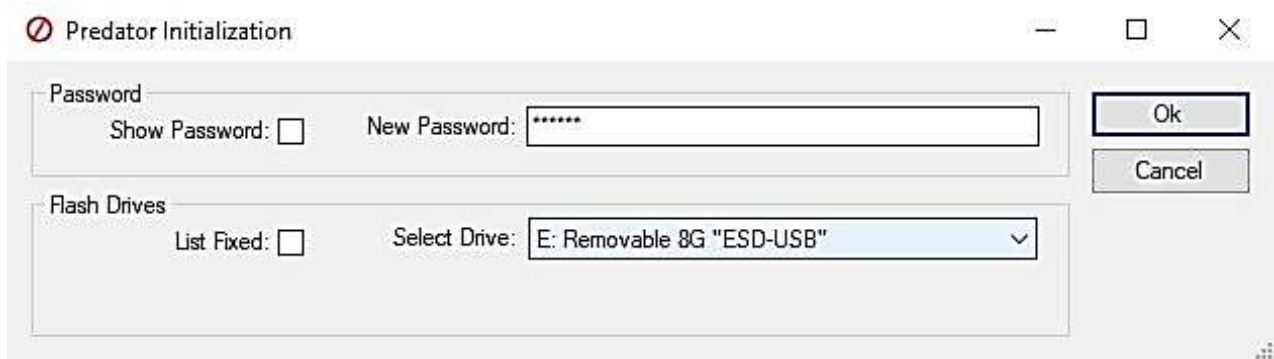 Predator Initialization
Password
Show Password:
New Password: ******
Ok
Cancel
Flash Drives
List Fixed:
Select Drive: E: Removable 8G "ESD-USB"